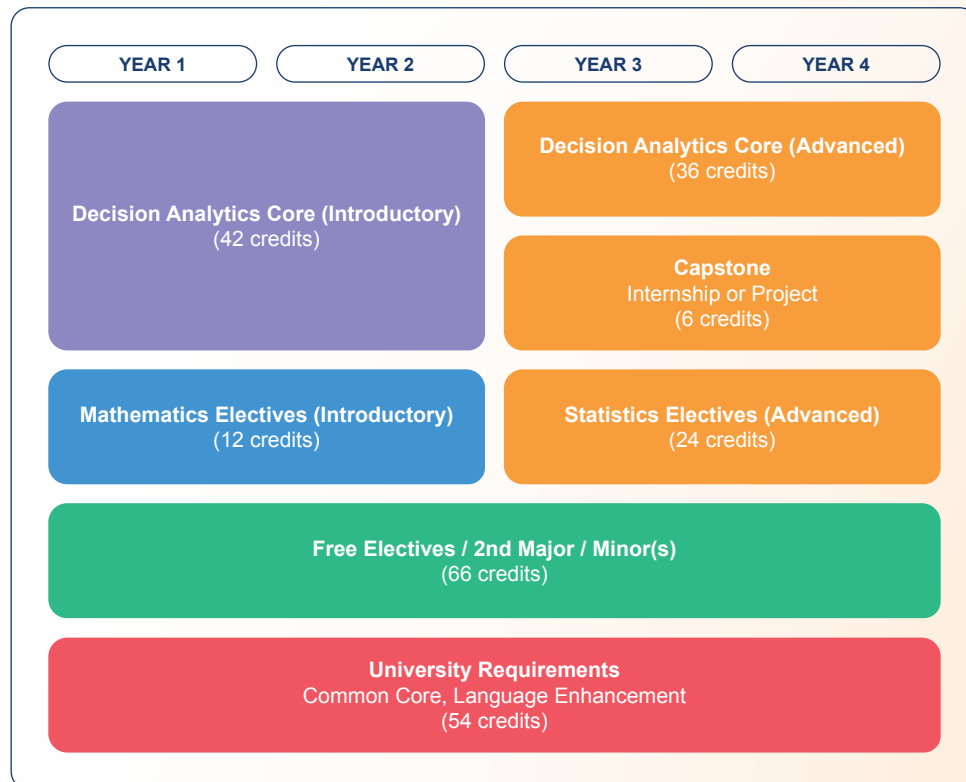 YEAR 1
YEAR 2
YEAR 3
YEAR 4
Decision Analytics Core (Introductory)
(42 credits)
Decision Analytics Core (Advanced)
(36 credits)
Capstone
Internship or Project
(6 credits)
Mathematics Electives (Introductory)
(12 credits)
Statistics Electives (Advanced)
(24 credits)
Free Electives / 2nd Major / Minor(s)
(66 credits)
University Requirements
Common Core, Language Enhancement
(54 credits)